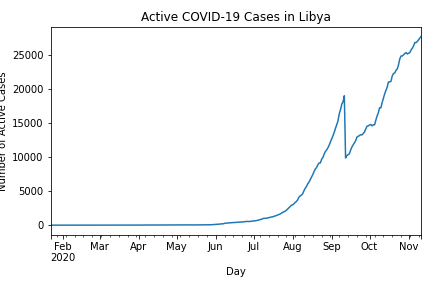 Active COVID-19 Cases in Libya
Number of Active Cases
25000
20000
15000
10000
5000
0
Feb Mar Apr May Jun Jul Aug Sep Oct Nov
2020
Day